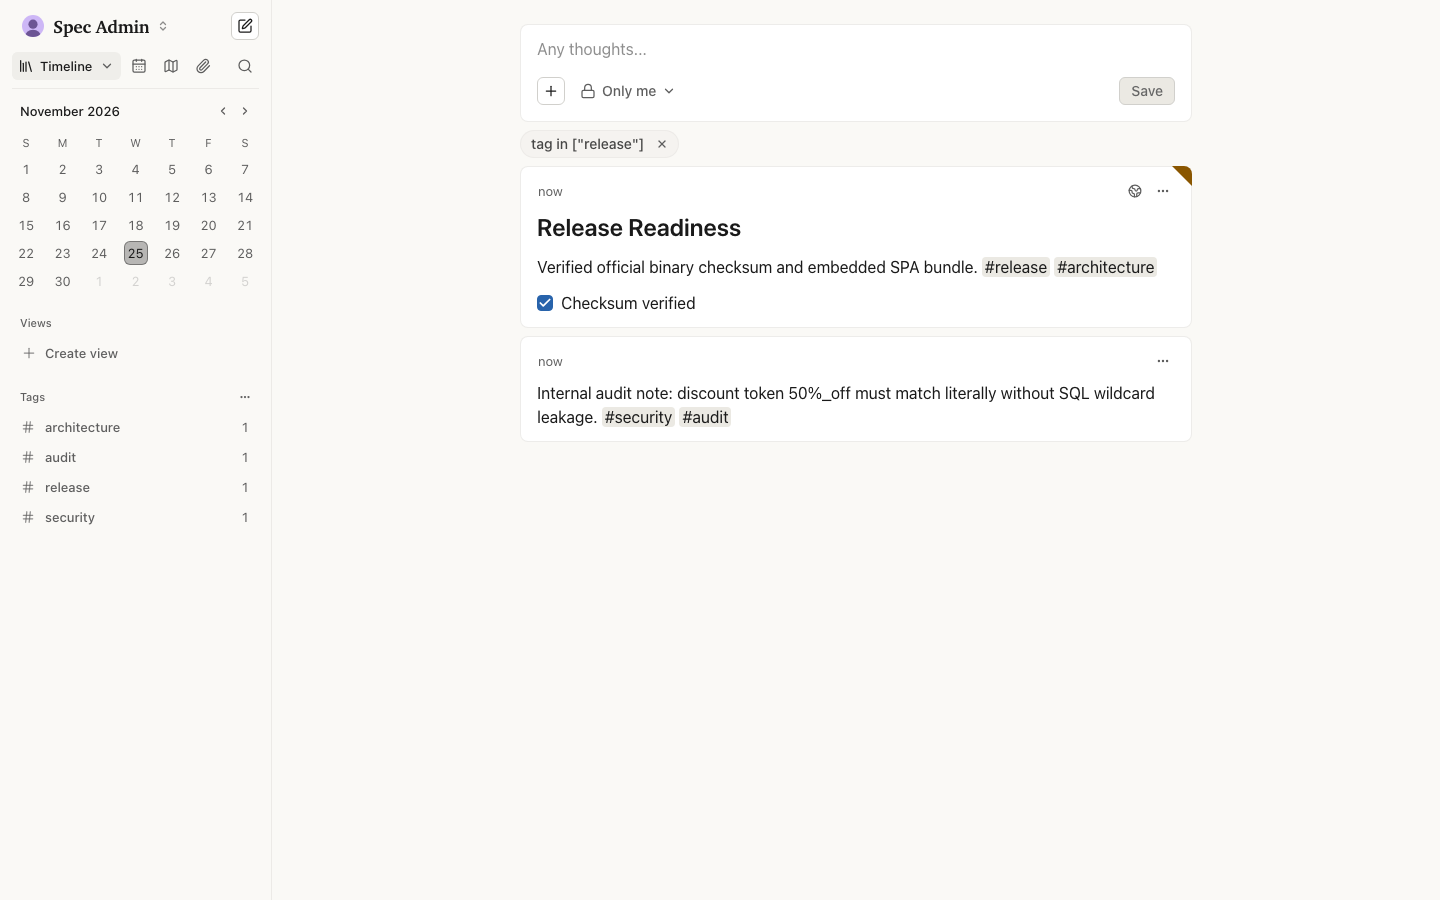 Spec Admin
Timeline
November 2026
S M T W T F S
1 2 3 4 5 6 7
8 9 10 11 12 13 14
15 16 17 18 19 20 21
22 23 24 25 26 27 28
29 30 1 2 3 4 5
Views
Create view
Tags
# architecture 1
# audit 1
# release 1
# security 1
Any thoughts...
Only me
Save
tag in ["release"]
now
Release Readiness
Verified official binary checksum and embedded SPA bundle. #release #architecture
Checksum verified
now
Internal audit note: discount token 50%_off must match literally without SQL wildcard
leakage. #security #audit